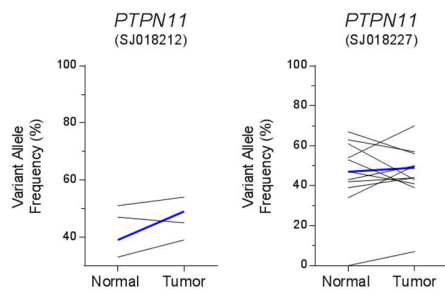 PTPN11
(SJ018212)
100
80
60
40
Variant Allele
Frequency (%)
Normal Tumor
PTPN11
(SJ018227)
100
80
60
40
20
0
Variant Allele
Frequency (%)
Normal Tumor